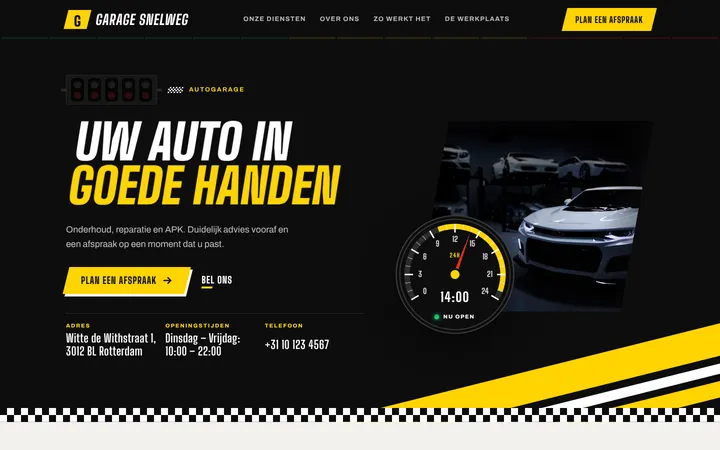 G GARAGE SNELWEG
ONZE DIENSTEN
OVER ONS
ZO WERKT HET
DE WERKPLAATS
PLAN EEN AFSPRAAK
AUTOGARAGE
UW AUTO IN
GOEDE HANDEN
Onderhoud, reparatie en APK. Duidelijk advies vooraf en
een afspraak op een moment dat u past.
PLAN EEN AFSPRAAK →
BEL ONS
ADRES
Witte de Withstraat 1,
3012 BL Rotterdam
OPENINGSTIJDEN
Dinsdag – Vrijdag:
10:00 – 22:00
TELEFOON
+31 10 123 4567
0
3
6
9
12
15
18
21
24
24H
14:00
NU OPEN